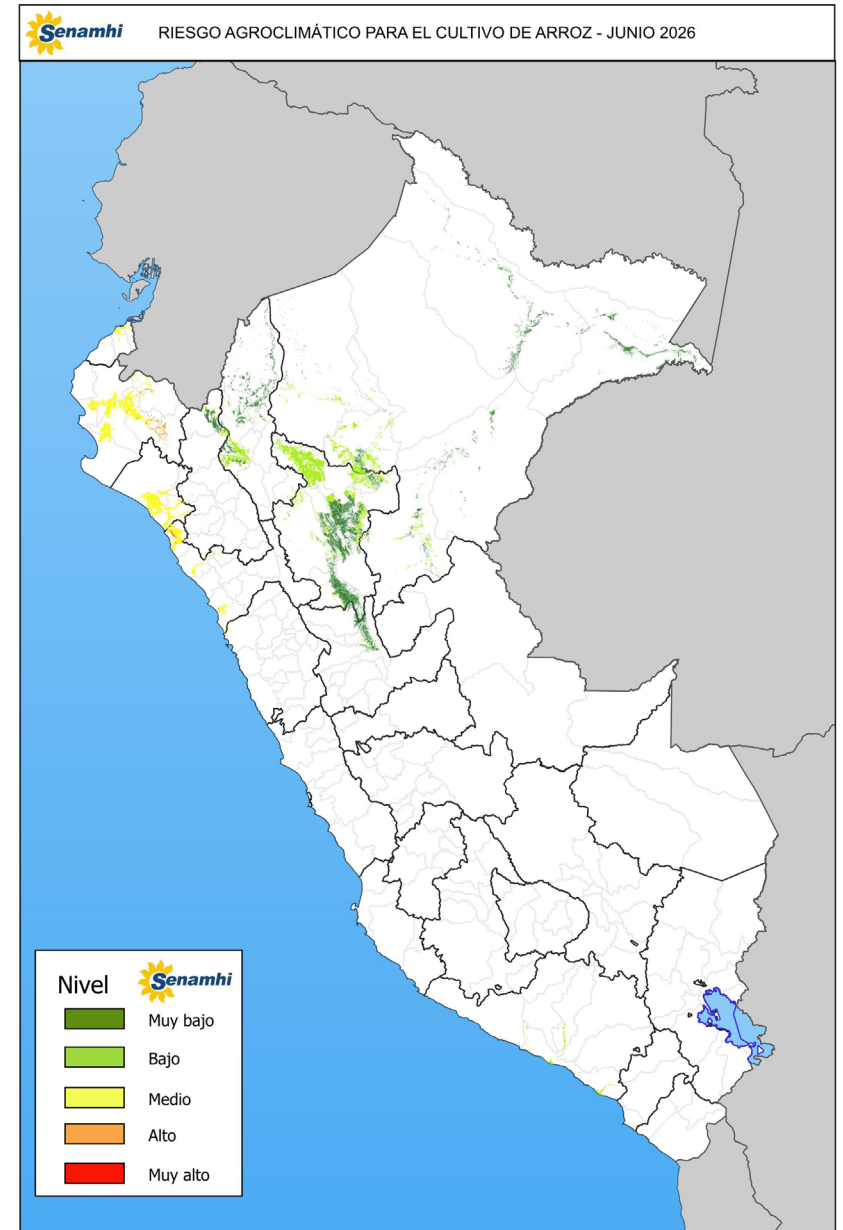 Senamhi
RIESGO AGROCLIMÁTICO PARA EL CULTIVO DE ARROZ - JUNIO 2026
Nivel
Senamhi
Muy bajo
Bajo
Medio
Alto
Muy alto